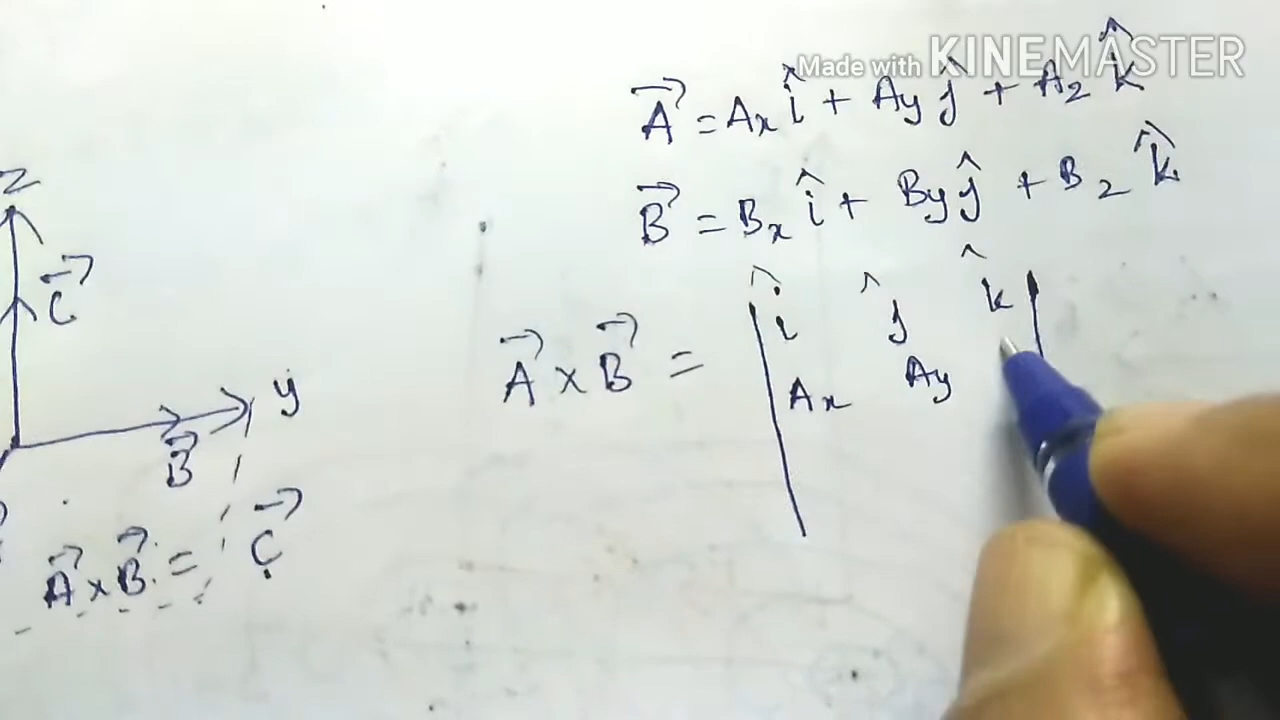 Made with KINEMASTER
A⃗ = Ax î + Ay ĵ + Az k̂
B⃗ = Bx î + By ĵ + Bz k̂
z
C⃗
î ĵ k̂
A⃗ × B⃗ =
Ax Ay
y
B⃗
A⃗ × B⃗ = C⃗